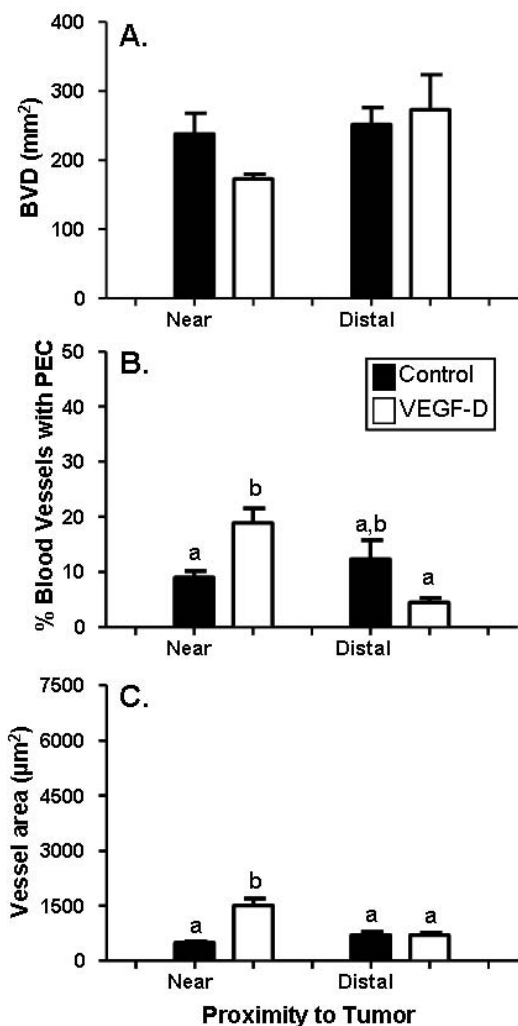 A.
BVD (mm²)
400
300
200
100
0
Near Distal
B.
% Blood Vessels with PEC
50
40
30
20
10
0
Control
VEGF-D
a b a,b a
Near Distal
C.
Vessel area (µm²)
7500
6000
4500
3000
1500
0
a b a a
Near Distal
Proximity to Tumor